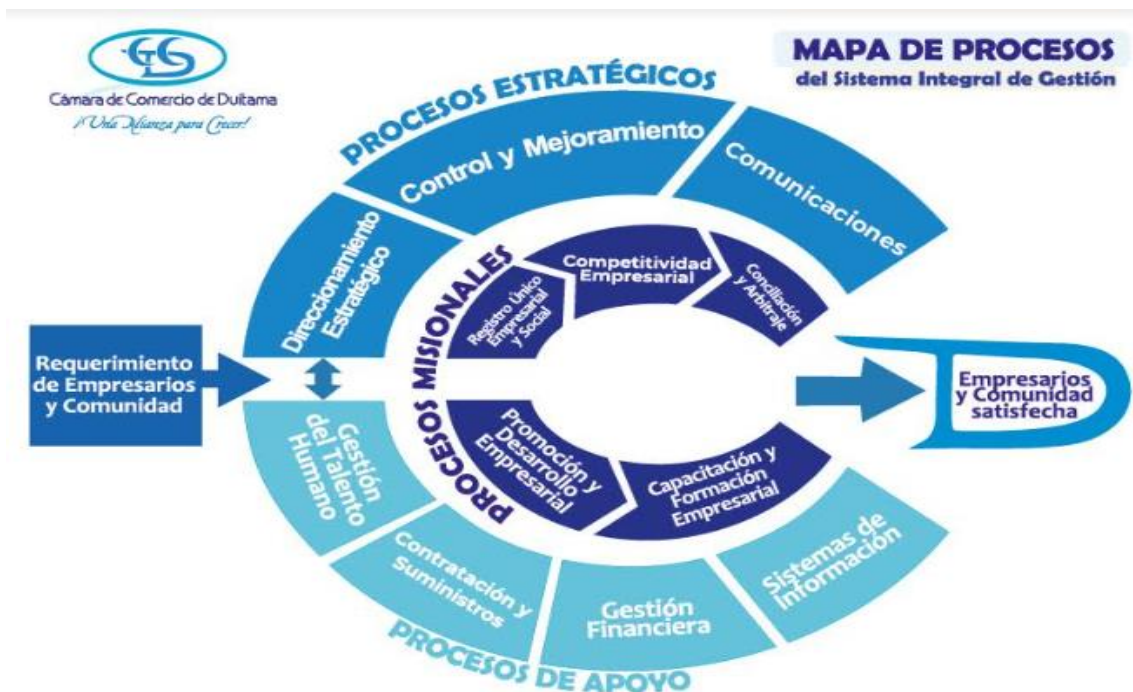 Cámara de Comercio de Duitama
¡Una Alianza para Crecer!
MAPA DE PROCESOS
del Sistema Integral de Gestión
PROCESOS ESTRATÉGICOS
Direccionamiento
Estratégico
Control y Mejoramiento
Comunicaciones
PROCESOS MISIONALES
Registro Único
Empresarial
y Social
Competitividad
Empresarial
Conciliación
y Arbitraje
Requerimiento
de Empresarios
y Comunidad
Empresarios
y Comunidad
satisfecha
Promoción y
Desarrollo
Empresarial
Capacitación y
Formación
Empresarial
Gestión
del Talento
Humano
Contratación y
Suministros
Gestión
Financiera
Sistemas de
Información
PROCESOS DE APOYO